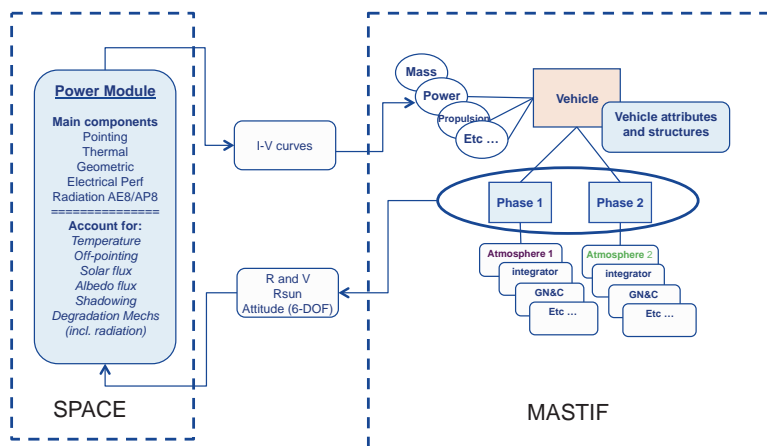 Power Module
Main components
Pointing
Thermal
Geometric
Electrical Perf
Radiation AE8/AP8
===============
Account for:
Temperature
Off-pointing
Solar flux
Albedo flux
Shadowing
Degradation Mechs
(incl. radiation)
SPACE
I-V curves
R and V
Rsun
Attitude (6-DOF)
Mass
Power
Propulsion
Etc ...
Vehicle
Vehicle attributes
and structures
Phase 1
Phase 2
Atmosphere 1
integrator
GN&C
Etc ...
Atmosphere 2
integrator
GN&C
Etc ...
MASTIF